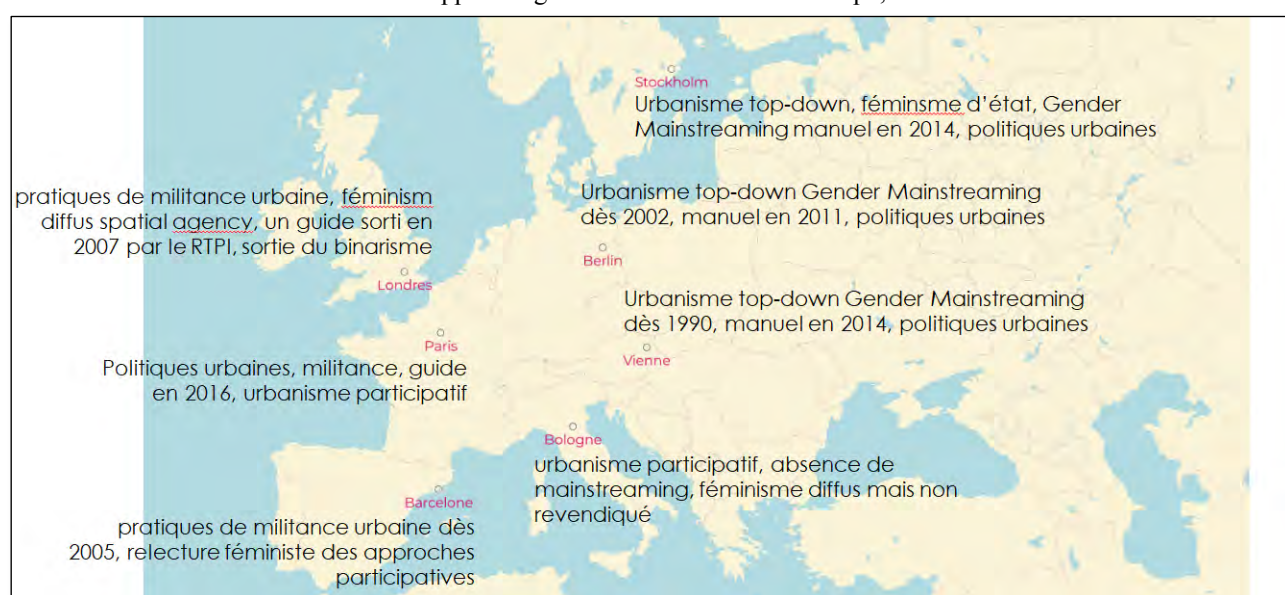 Stockholm
Urbanisme top-down, féminsme d'état, Gender
Mainstreaming manuel en 2014, politiques urbaines
pratiques de militance urbaine, féminism
diffus spatial agency, un guide sorti en
2007 par le RTPI, sortie du binarisme
Londres
Urbanisme top-down Gender Mainstreaming
dès 2002, manuel en 2011, politiques urbaines
Berlin
Urbanisme top-down Gender Mainstreaming
dès 1990, manuel en 2014, politiques urbaines
Vienne
Paris
Politiques urbaines, militance, guide
en 2016, urbanisme participatif
Bologne
urbanisme participatif, absence de
mainstreaming, féminisme diffus mais non
revendiqué
Barcelone
pratiques de militance urbaine dès
2005, relecture féministe des approches
participatives